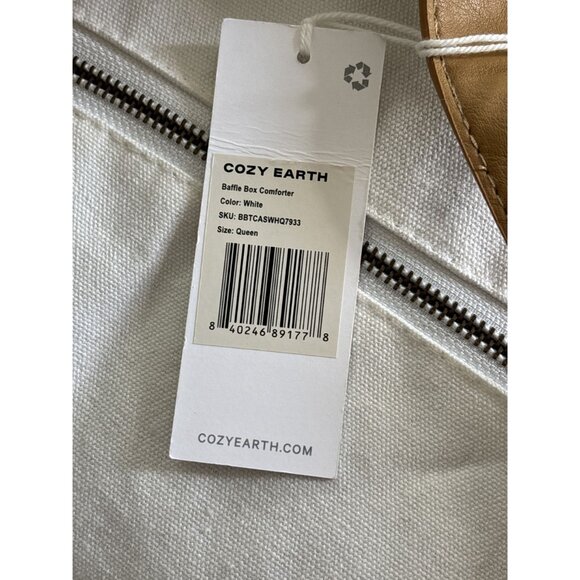 COZY EARTH
Baffle Box Comforter
Color: White
SKU: BBTCASWHQ7933
Size: Queen
8 40246 89177 8
COZYEARTH.COM